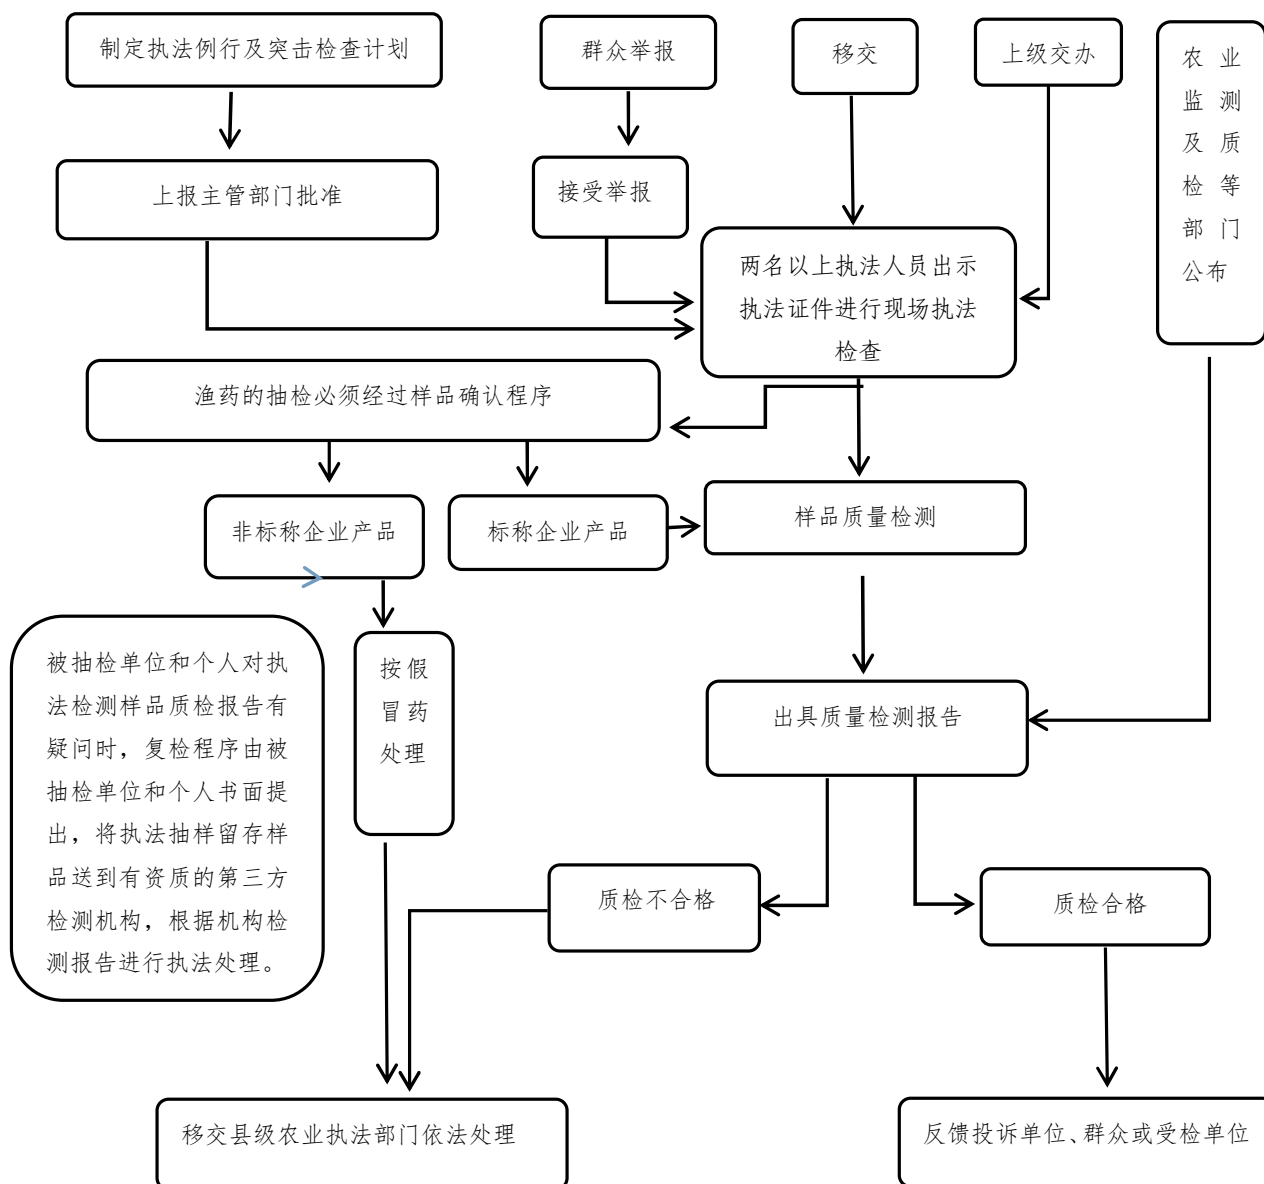 制定执法例行及突击检查计划
群众举报
移交
上级交办
农业
监测
及质
检等
部门
公布
上报主管部门批准
接受举报
两名以上执法人员出示
执法证件进行现场执法
检查
渔药的抽检必须经过样品确认程序
非标称企业产品
标称企业产品
样品质量检测
被抽检单位和个人对执
法检测样品质检报告有
疑问时，复检程序由被
抽检单位和个人书面提
出，将执法抽样留存样
品送到有资质的第三方
检测机构，根据机构检
测报告进行执法处理。
按假
冒药
处理
出具质量检测报告
质检不合格
质检合格
移交县级农业执法部门依法处理
反馈投诉单位、群众或受检单位